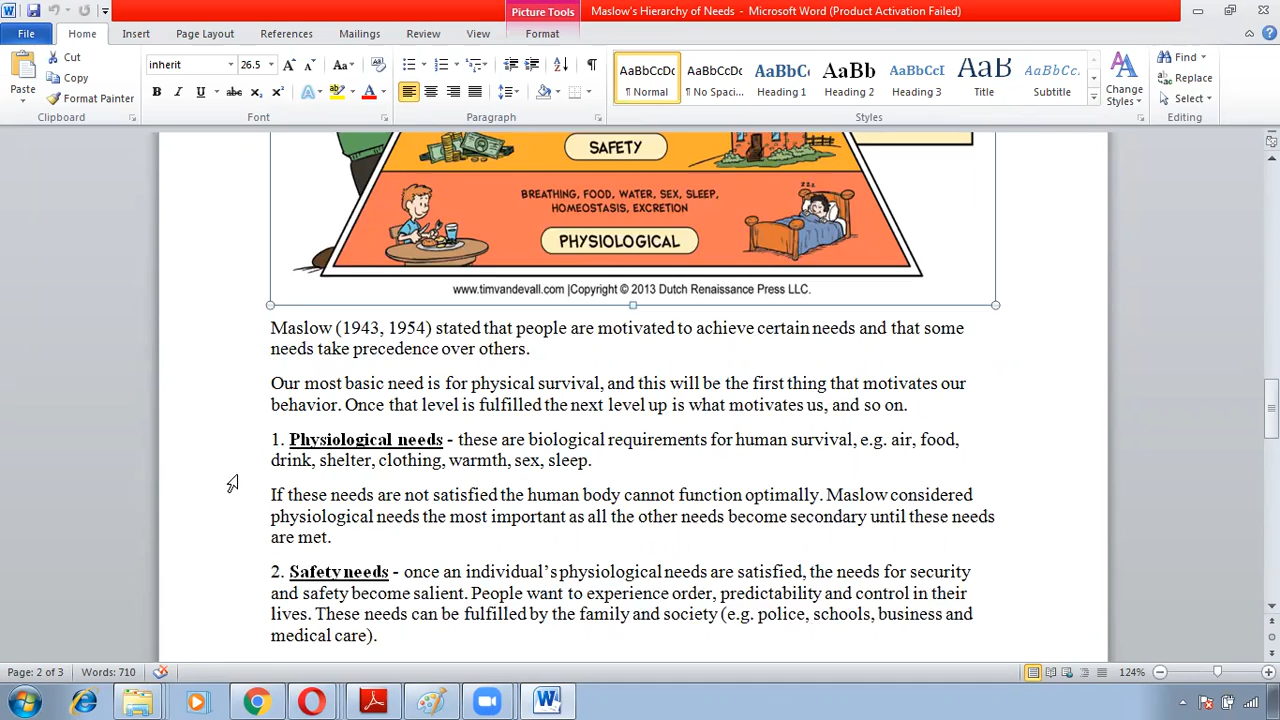 Picture Tools
Maslow's Hierarchy of Needs - Microsoft Word (Product Activation Failed)
File Home Insert Page Layout References Mailings Review View Format
Paste
Cut
Copy
Format Painter
inherit 26.5
AaBbCcDc AaBbCcDc AaBbCc AaBb AaBbCcI AaB AaBbCc.
¶ Normal ¶ No Spaci... Heading 1 Heading 2 Heading 3 Title Subtitle
Change
Styles
Find
Replace
Select
Clipboard Font Paragraph Styles Editing
SAFETY
BREATHING, FOOD, WATER, SEX, SLEEP,
HOMEOSTASIS, EXCRETION
PHYSIOLOGICAL
www.timvandevall.com |Copyright © 2013 Dutch Renaissance Press LLC.
Maslow (1943, 1954) stated that people are motivated to achieve certain needs and that some
needs take precedence over others.
Our most basic need is for physical survival, and this will be the first thing that motivates our
behavior. Once that level is fulfilled the next level up is what motivates us, and so on.
1. Physiological needs - these are biological requirements for human survival, e.g. air, food,
drink, shelter, clothing, warmth, sex, sleep.
If these needs are not satisfied the human body cannot function optimally. Maslow considered
physiological needs the most important as all the other needs become secondary until these needs
are met.
2. Safety needs - once an individual's physiological needs are satisfied, the needs for security
and safety become salient. People want to experience order, predictability and control in their
lives. These needs can be fulfilled by the family and society (e.g. police, schools, business and
medical care).
Page: 2 of 3 Words: 710 124%